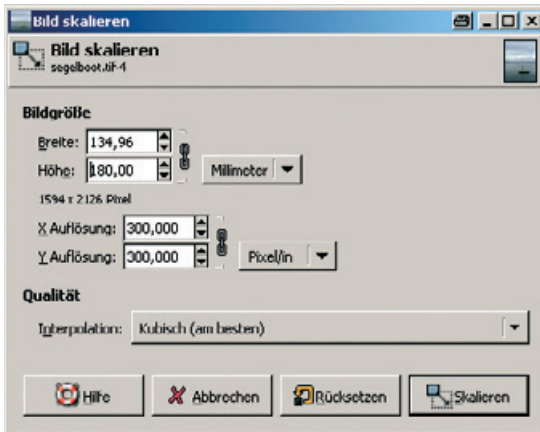 Bild skalieren
Bild skalieren
segelboot.tif-4
Bildgröße
Breite: 134,96
Höhe: 180,00 Millimeter
1594 x 2126 Pixel
X Auflösung: 300,000
Y Auflösung: 300,000 Pixel/in
Qualität
Interpolation: Kubisch (am besten)
Hilfe Abbrechen Rücksetzen Skalieren